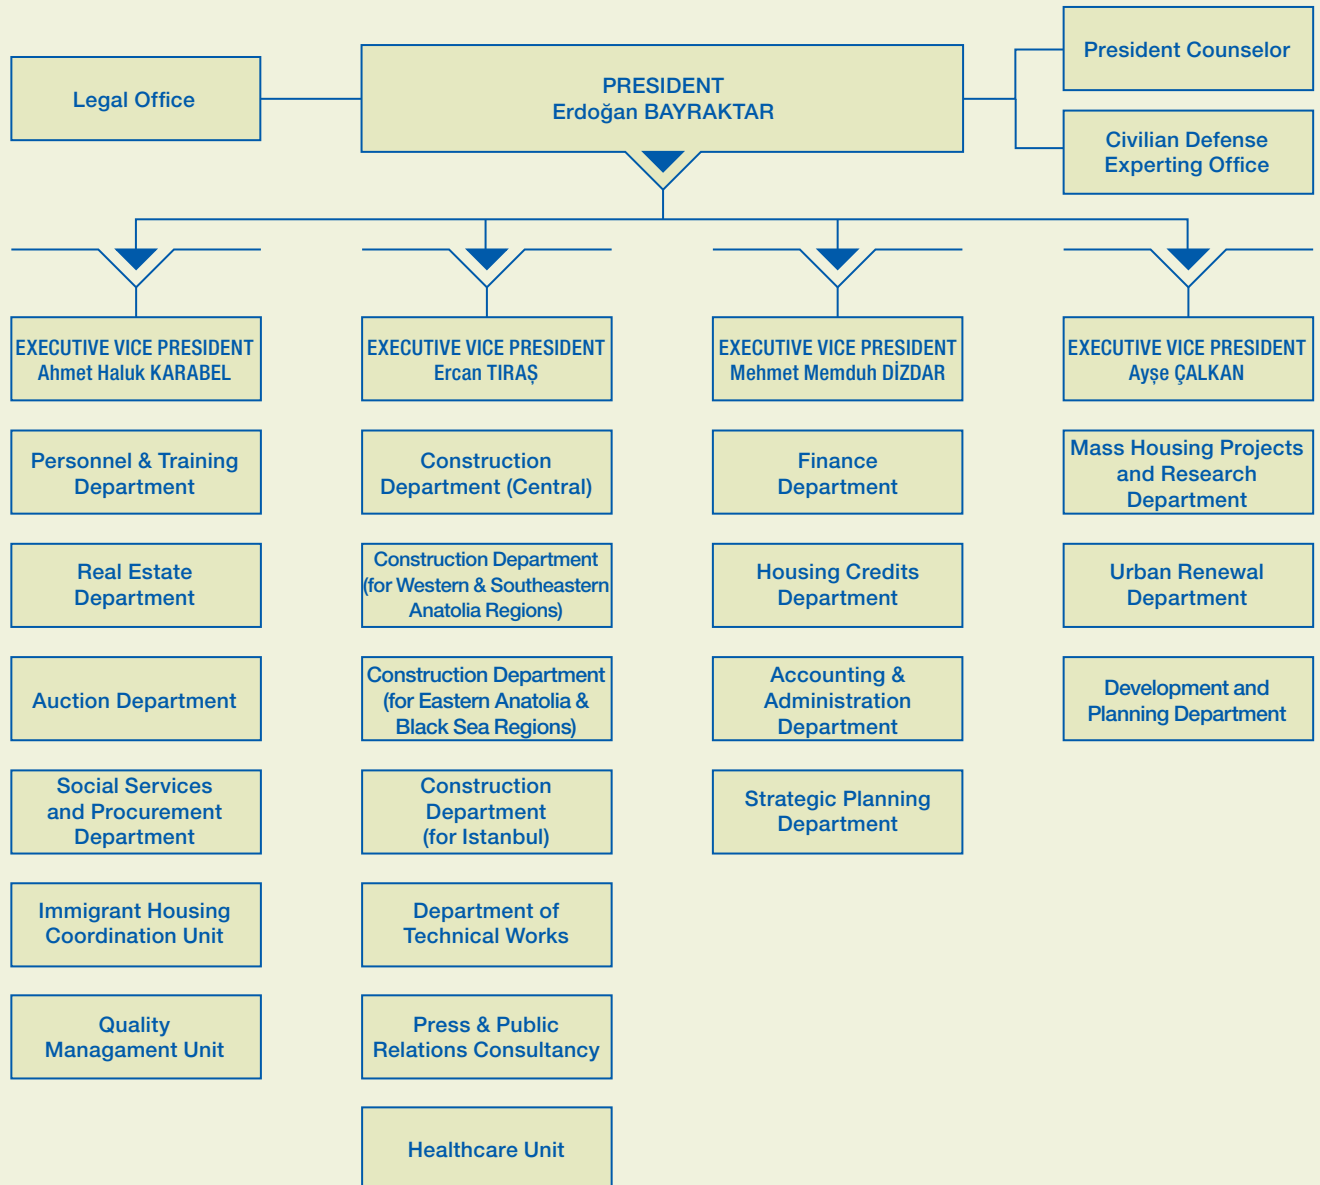 Legal Office
PRESIDENT
Erdoğan BAYRAKTAR
President Counselor
Civilian Defense
Experting Office
EXECUTIVE VICE PRESIDENT
Ahmet Haluk KARABEL
EXECUTIVE VICE PRESIDENT
Ercan TIRAŞ
EXECUTIVE VICE PRESIDENT
Mehmet Memduh DİZDAR
EXECUTIVE VICE PRESIDENT
Ayşe ÇALKAN
Personnel & Training
Department
Construction
Department (Central)
Finance
Department
Mass Housing Projects
and Research
Department
Real Estate
Department
Construction Department
(for Western & Southeastern
Anatolia Regions)
Housing Credits
Department
Urban Renewal
Department
Auction Department
Construction Department
(for Eastern Anatolia &
Black Sea Regions)
Accounting &
Administration
Department
Development and
Planning Department
Social Services
and Procurement
Department
Construction
Department
(for Istanbul)
Strategic Planning
Department
Immigrant Housing
Coordination Unit
Department of
Technical Works
Quality
Managament Unit
Press & Public
Relations Consultancy
Healthcare Unit